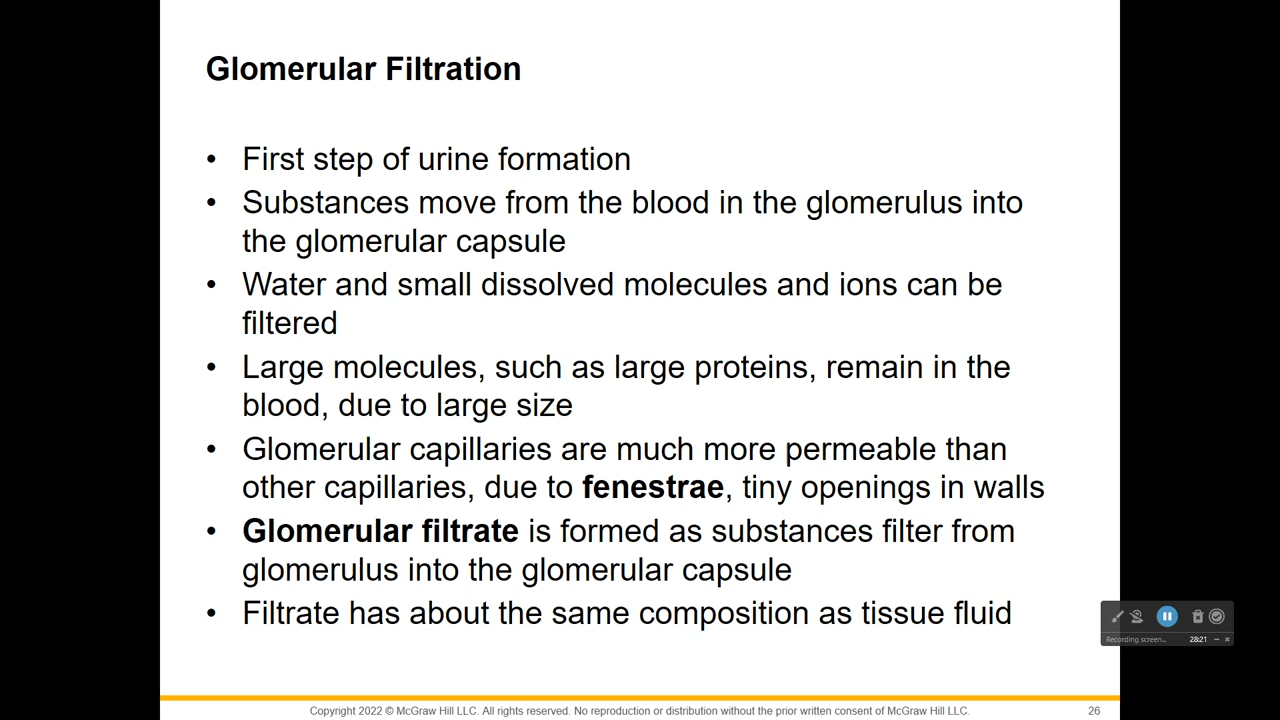 Glomerular Filtration
• First step of urine formation
• Substances move from the blood in the glomerulus into
the glomerular capsule
• Water and small dissolved molecules and ions can be
filtered
• Large molecules, such as large proteins, remain in the
blood, due to large size
• Glomerular capillaries are much more permeable than
other capillaries, due to fenestrae, tiny openings in walls
• Glomerular filtrate is formed as substances filter from
glomerulus into the glomerular capsule
• Filtrate has about the same composition as tissue fluid
Recording screen... 28:21
Copyright 2022 © McGraw Hill LLC. All rights reserved. No reproduction or distribution without the prior written consent of McGraw Hill LLC. 26